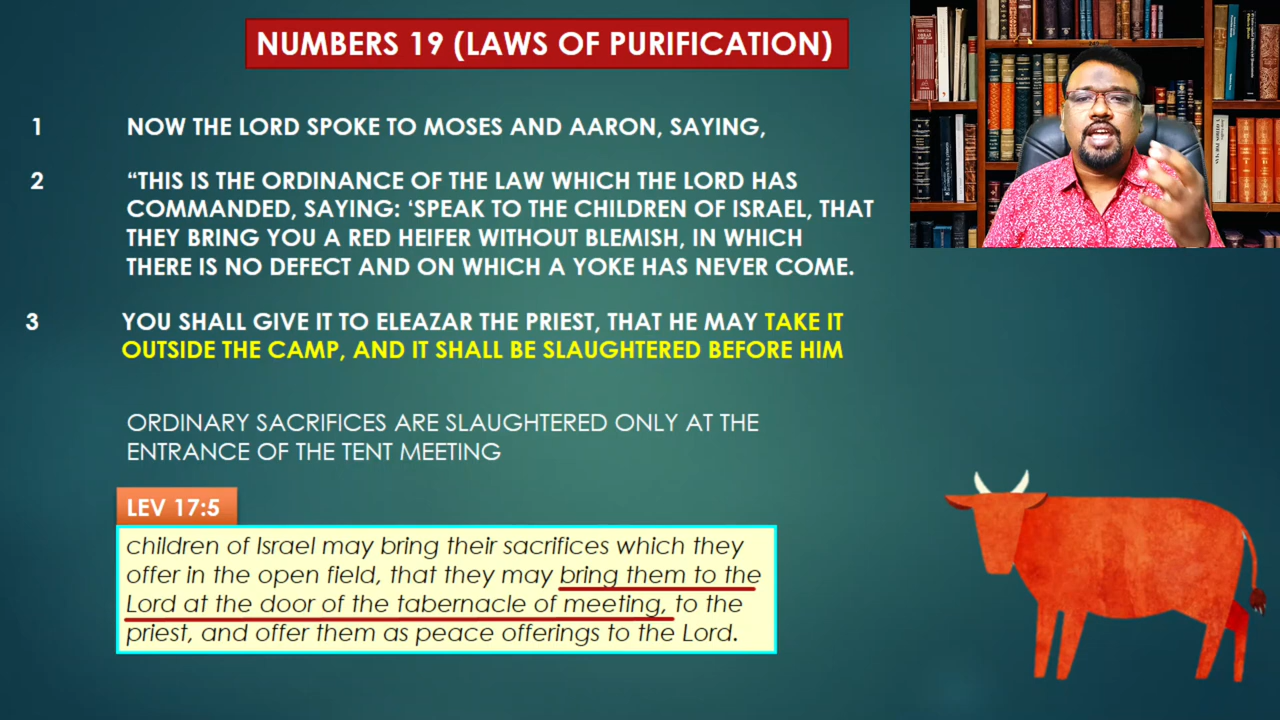 NUMBERS 19 (LAWS OF PURIFICATION)
1 NOW THE LORD SPOKE TO MOSES AND AARON, SAYING,
2 “THIS IS THE ORDINANCE OF THE LAW WHICH THE LORD HAS
COMMANDED, SAYING: ‘SPEAK TO THE CHILDREN OF ISRAEL, THAT
THEY BRING YOU A RED HEIFER WITHOUT BLEMISH, IN WHICH
THERE IS NO DEFECT AND ON WHICH A YOKE HAS NEVER COME.
3 YOU SHALL GIVE IT TO ELEAZAR THE PRIEST, THAT HE MAY TAKE IT
OUTSIDE THE CAMP, AND IT SHALL BE SLAUGHTERED BEFORE HIM
ORDINARY SACRIFICES ARE SLAUGHTERED ONLY AT THE
ENTRANCE OF THE TENT MEETING
LEV 17:5
children of Israel may bring their sacrifices which they
offer in the open field, that they may bring them to the
Lord at the door of the tabernacle of meeting, to the
priest, and offer them as peace offerings to the Lord.